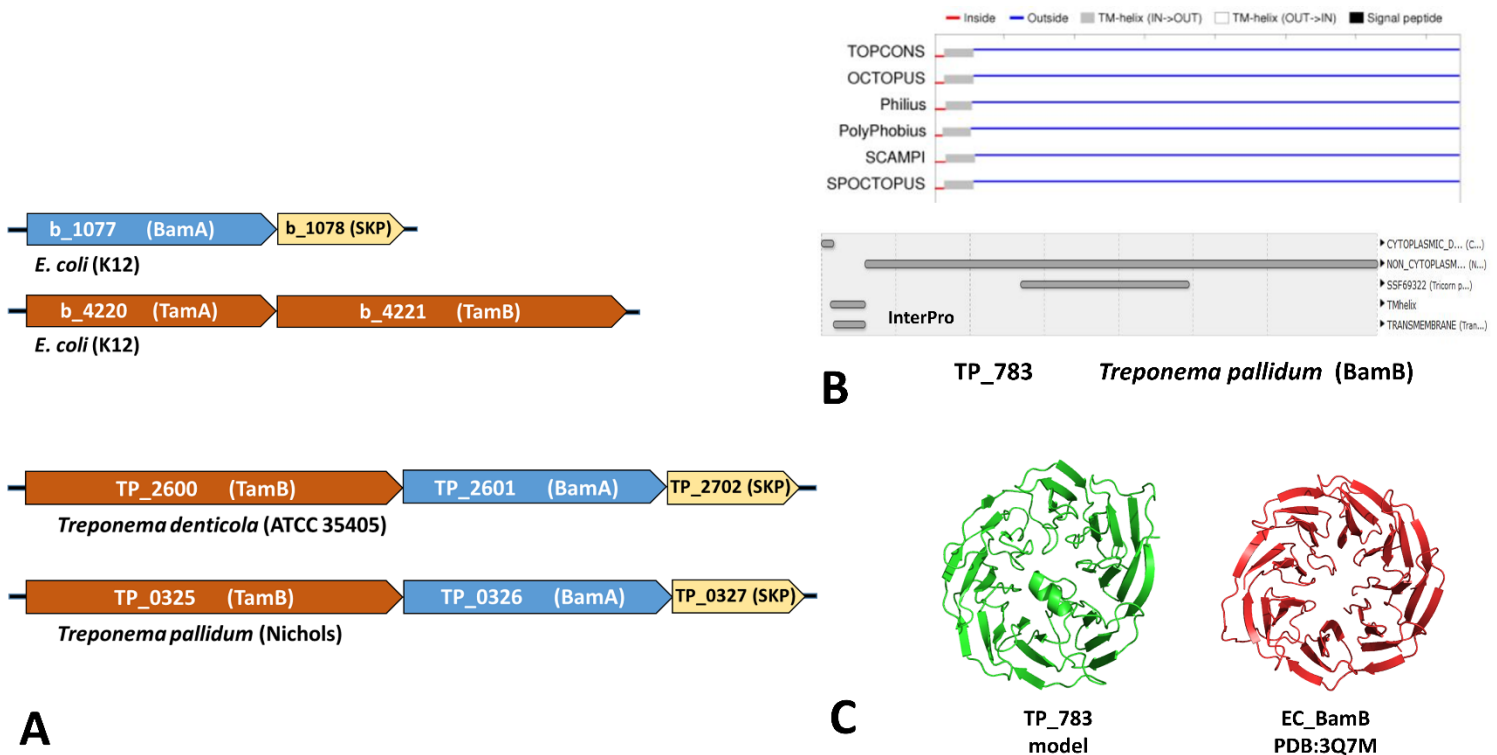 b_1077 (BamA) b_1078 (SKP)
E. coli (K12)
b_4220 (TamA) b_4221 (TamB)
E. coli (K12)
TP_2600 (TamB) TP_2601 (BamA) TP_2702 (SKP)
Treponema denticola (ATCC 35405)
TP_0325 (TamB) TP_0326 (BamA) TP_0327 (SKP)
Treponema pallidum (Nichols)
A
Inside Outside TM-helix (IN->OUT) TM-helix (OUT->IN) Signal peptide
TOPCONS
OCTOPUS
Philius
PolyPhobius
SCAMPI
SPOCTOPUS
CYTOPLASMIC_D... (C...)
NON_CYTOPLASM... (N...)
SSF69322 (Tricorn p...)
TMhelix
InterPro
TRANSMEMBRANE (Tran...)
TP_783 Treponema pallidum (BamB)
B
TP_783
model
EC_BamB
PDB:3Q7M
C